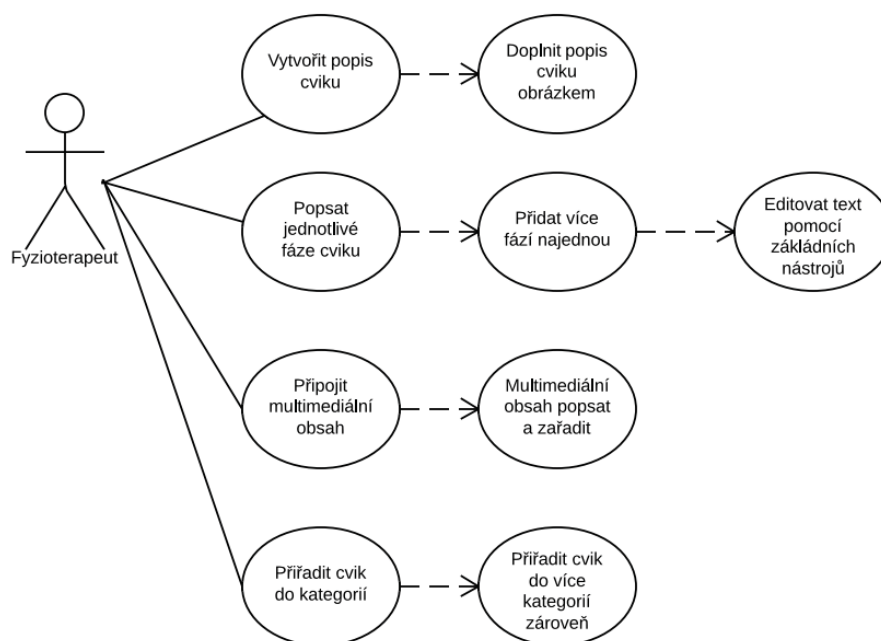 Vytvořit popis
cviku
Doplnit popis
cviku
obrázkem
Fyzioterapeut
Popsat
jednotlivé
fáze cviku
Přidat více
fází najednou
Editovat text
pomocí
zákládních
nástrojů
Připojit
multimediální
obsah
Multimediální
obsah popsat
a zařadit
Přiřadit cvik
do kategorií
Přiřadit cvik
do více
kategorií
zároveň